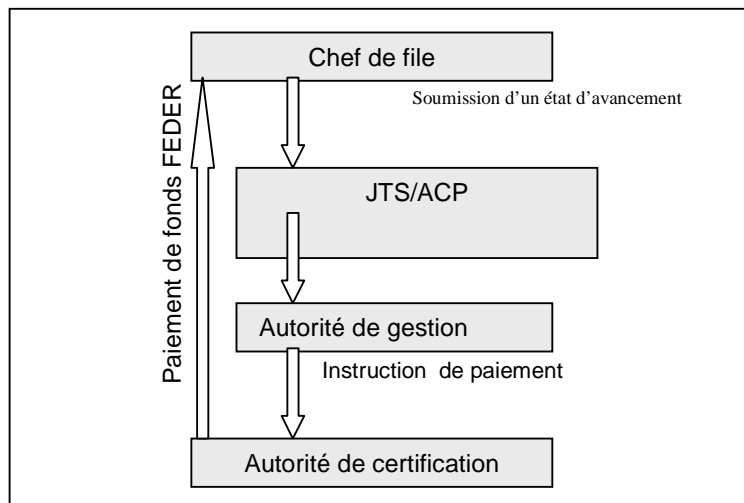 Chef de file
Soumission d’un état d’avancement
Paiement de fonds FEDER
JTS/ACP
Autorité de gestion
Instruction de paiement
Autorité de certification